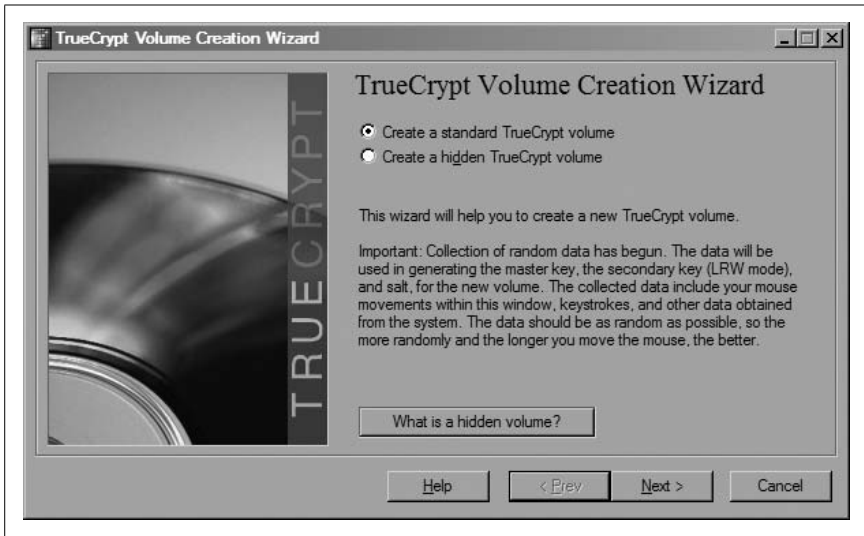 TrueCrypt Volume Creation Wizard
TRUECRYPT
TrueCrypt Volume Creation Wizard
Create a standard TrueCrypt volume
Create a hidden TrueCrypt volume
This wizard will help you to create a new TrueCrypt volume.
Important: Collection of random data has begun. The data will be
used in generating the master key, the secondary key (LRW mode),
and salt, for the new volume. The collected data include your mouse
movements within this window, keystrokes, and other data obtained
from the system. The data should be as random as possible, so the
more randomly and the longer you move the mouse, the better.
What is a hidden volume?
Help
< Prev
Next >
Cancel